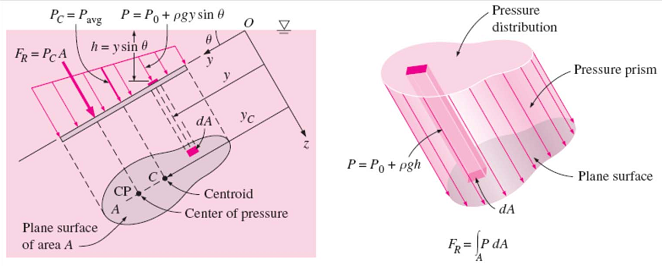 P_C = P_avg
P = P_0 + ρgy sin θ
O
h = y sin θ
θ
F_R = P_C A
y
y
y_C
dA
z
C
CP
A
Centroid
Center of pressure
Plane surface
of area A
Pressure
distribution
Pressure prism
P = P_0 + ρgh
Plane surface
dA
F_R = ∫P dA
A